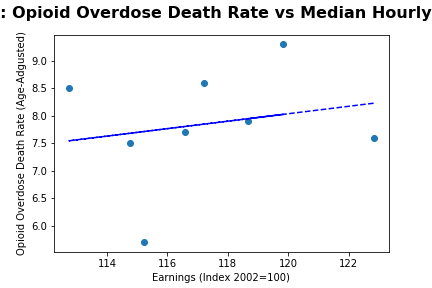 : Opioid Overdose Death Rate vs Median Hourly
Opioid Overdose Death Rate (Age-Adgusted)
9.0
8.5
8.0
7.5
7.0
6.5
6.0
114 116 118 120 122
Earnings (Index 2002=100)